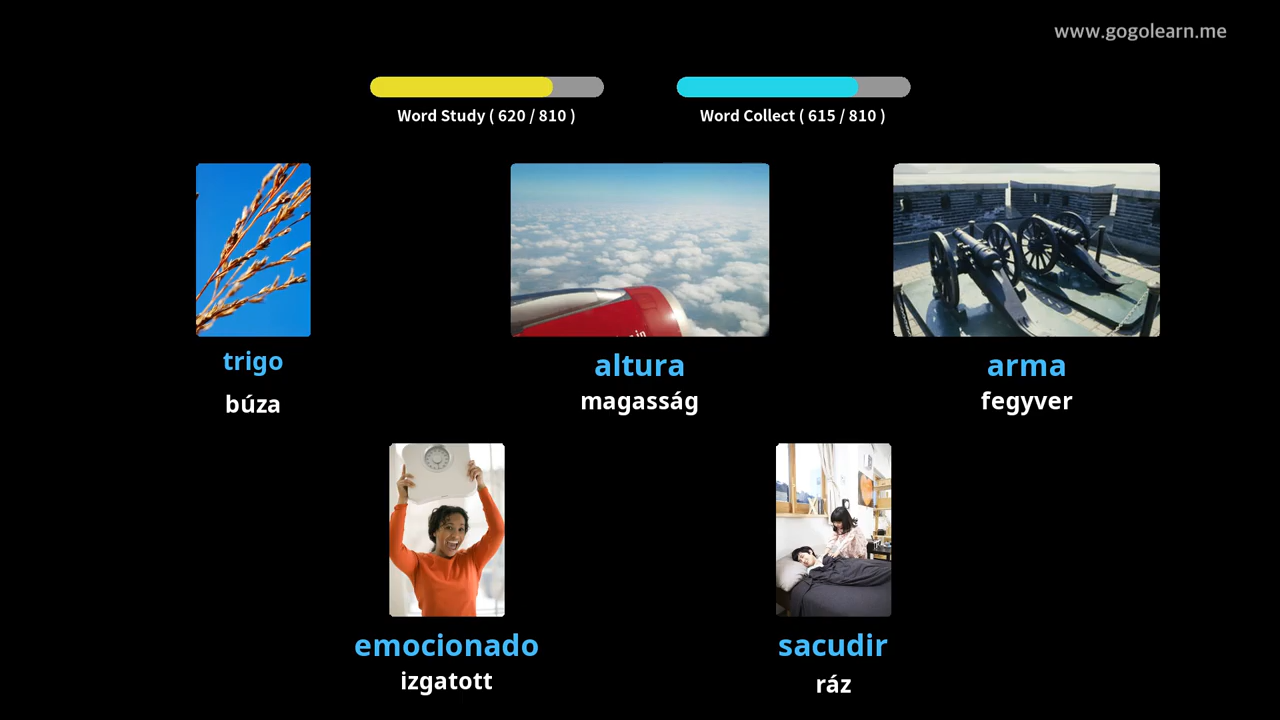 www.gogolearn.me
Word Study ( 620 / 810 )
Word Collect ( 615 / 810 )
trigo
búza
altura
magasság
arma
fegyver
emocionado
izgatott
sacudir
ráz